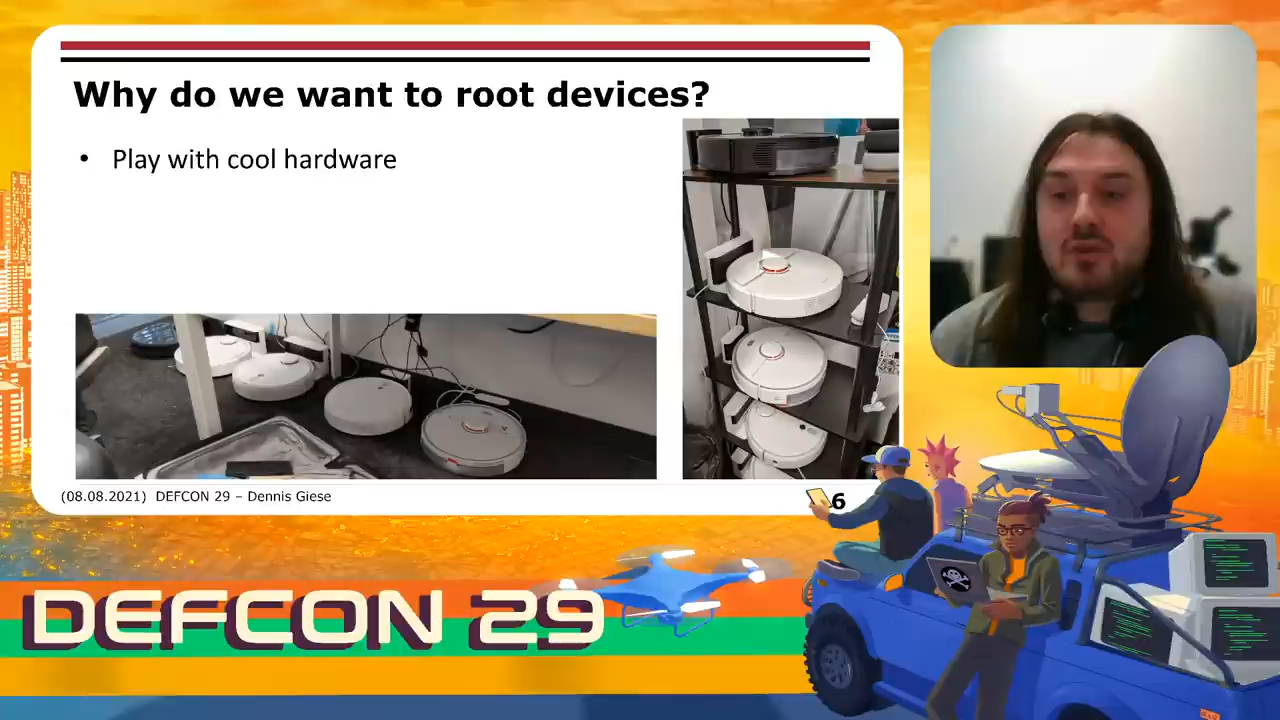 Why do we want to root devices?
• Play with cool hardware
(08.08.2021) DEFCON 29 – Dennis Giese
6
DEFCON 29